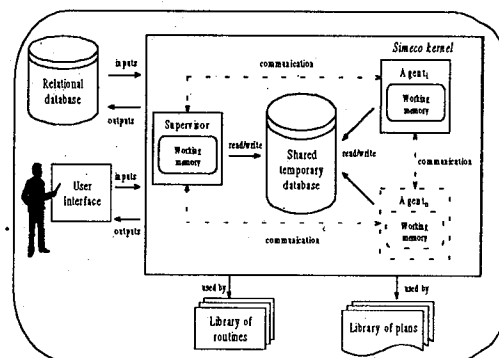 Simeco kernel
Relational
database
inputs
outputs
communication
Agent₁
Working
memory
Supervisor
Working
memory
read/write
Shared
temporary
database
read/write
communication
User
Interface
inputs
outputs
communication
Agentₙ
Working
memory
used by
used by
Library of
routines
Library of plans